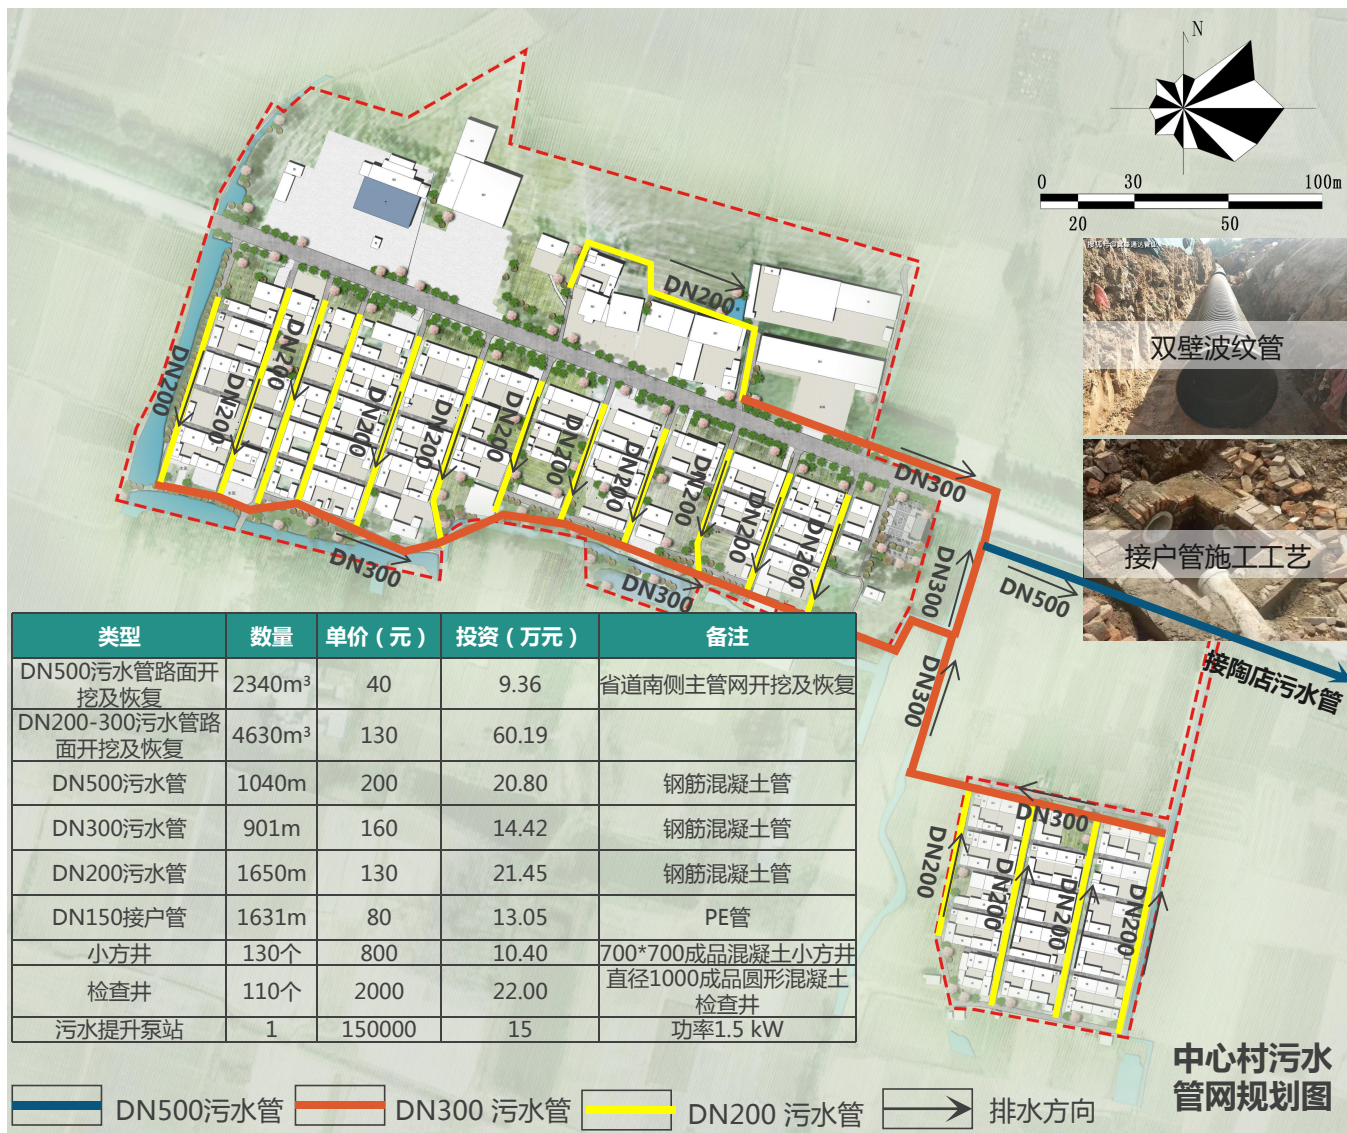 N
0 30 100m
20 50
双壁波纹管
接户管施工工艺
DN200
DN200
DN200
DN200
DN200
DN200
DN200
DN200
DN200
DN200
DN200
DN200
DN300
DN300
DN300
DN300
DN500
接陶店污水管
DN300
DN300
DN200
DN200
DN200
DN200
类型 数量 单价（元） 投资（万元） 备注
DN500污水管路面开
挖及恢复 2340m³ 40 9.36 省道南侧主管网开挖及恢复
DN200-300污水管路
面开挖及恢复 4630m³ 130 60.19
DN500污水管 1040m 200 20.80 钢筋混凝土管
DN300污水管 901m 160 14.42 钢筋混凝土管
DN200污水管 1650m 130 21.45 钢筋混凝土管
DN150接户管 1631m 80 13.05 PE管
小方井 130个 800 10.40 700*700成品混凝土小方井
检查井 110个 2000 22.00 直径1000成品圆形混凝土
检查井
污水提升泵站 1 150000 15 功率1.5 kW
中心村污水
管网规划图
DN500污水管 DN300 污水管 DN200 污水管 排水方向